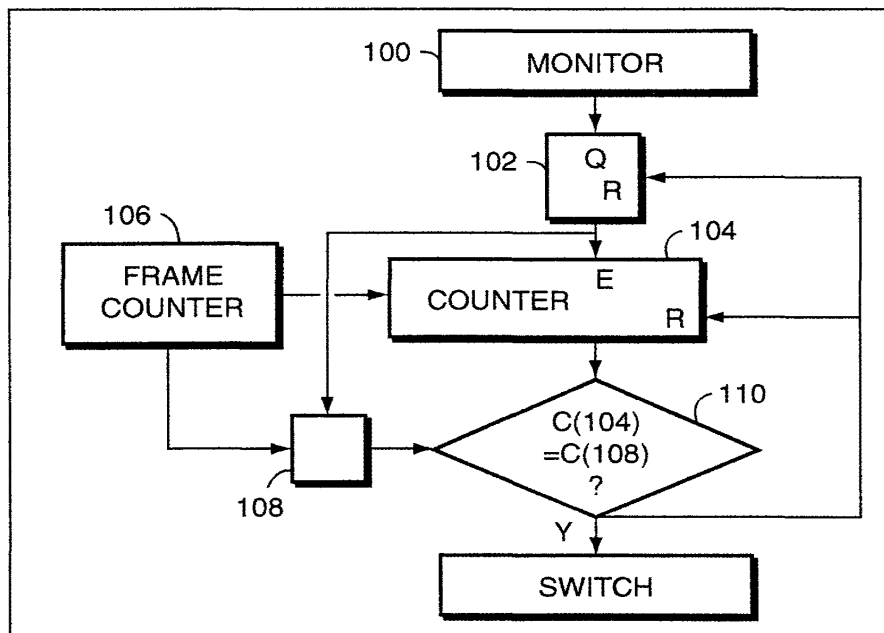 100
MONITOR
102
Q
R
106
104
FRAME
COUNTER
E
COUNTER
R
110
C(104)
=C(108)
?
108
Y
SWITCH